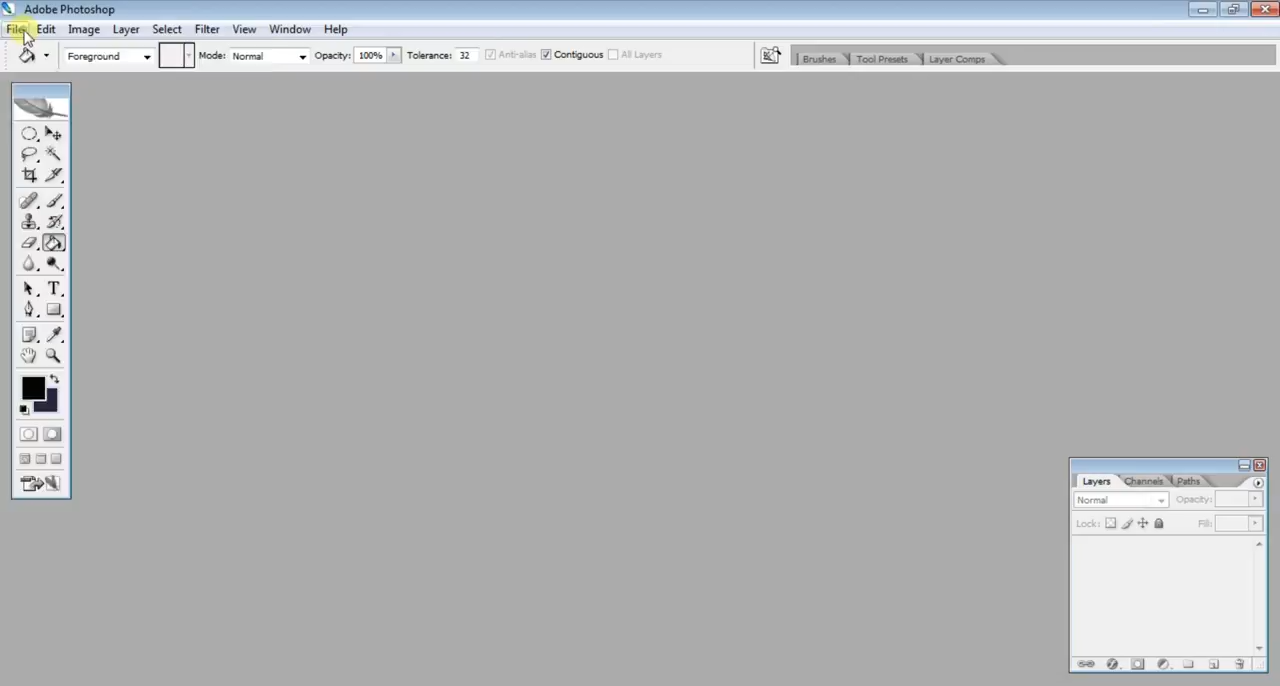 Adobe Photoshop
File Edit Image Layer Select Filter View Window Help
Foreground Mode: Normal Opacity: 100% Tolerance: 32 Anti-alias Contiguous All Layers Brushes Tool Presets Layer Comps
T
Layers Channels Paths
Normal Opacity:
Lock: Fill: